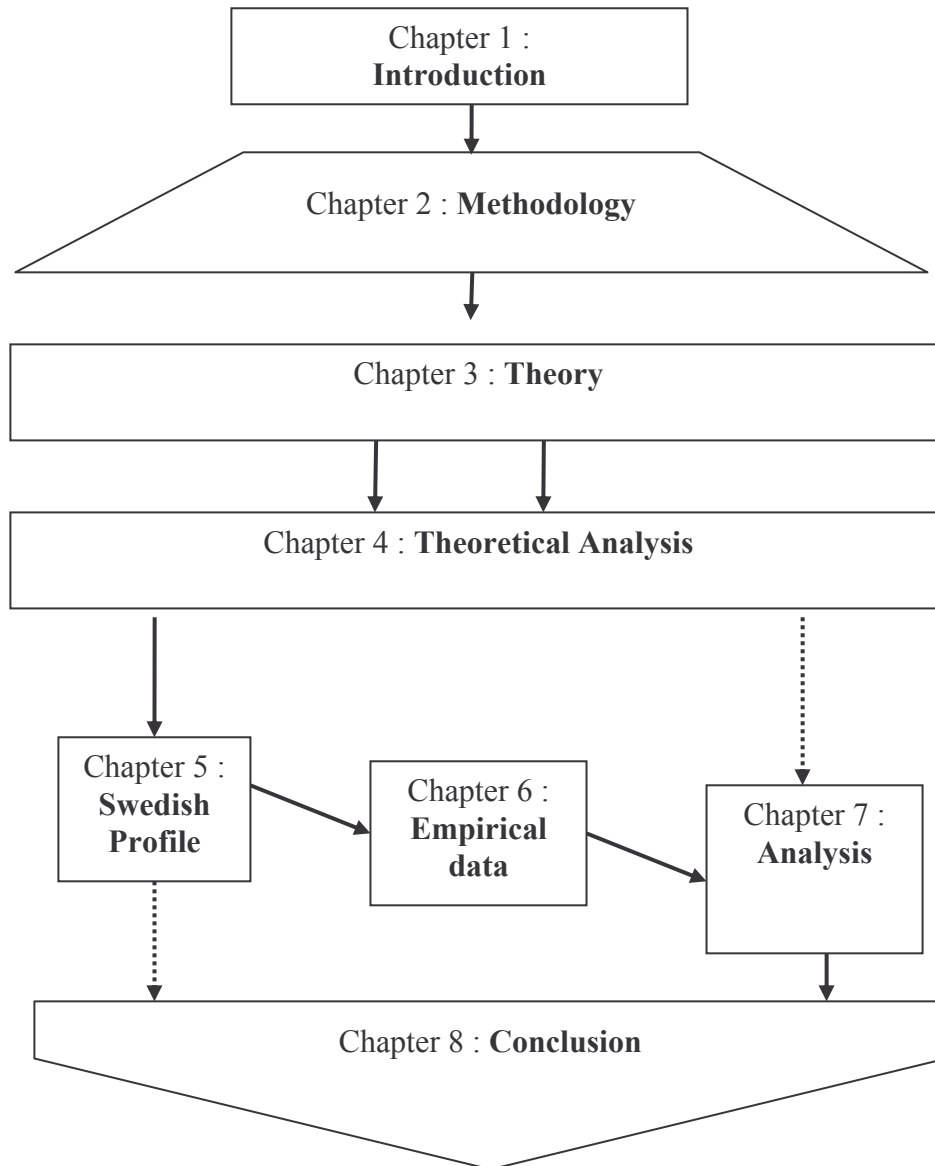 Chapter 1 :
Introduction
Chapter 2 : Methodology
Chapter 3 : Theory
Chapter 4 : Theoretical Analysis
Chapter 5 :
Swedish
Profile
Chapter 6 :
Empirical
data
Chapter 7 :
Analysis
Chapter 8 : Conclusion